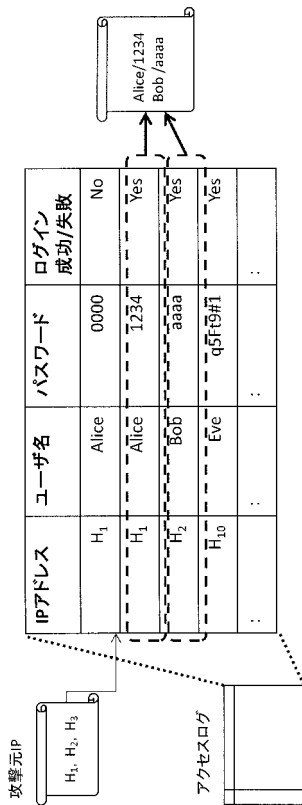 攻撃元IP
H1, H2, H3
アクセスログ
IPアドレス ユーザ名 パスワード ログイン
成功/失敗
H1 Alice 0000 No
H1 Alice 1234 Yes
H2 Bob aaaa Yes
H10 Eve q5Ft9#1 Yes
: : : :
Alice/1234
Bob /aaaa